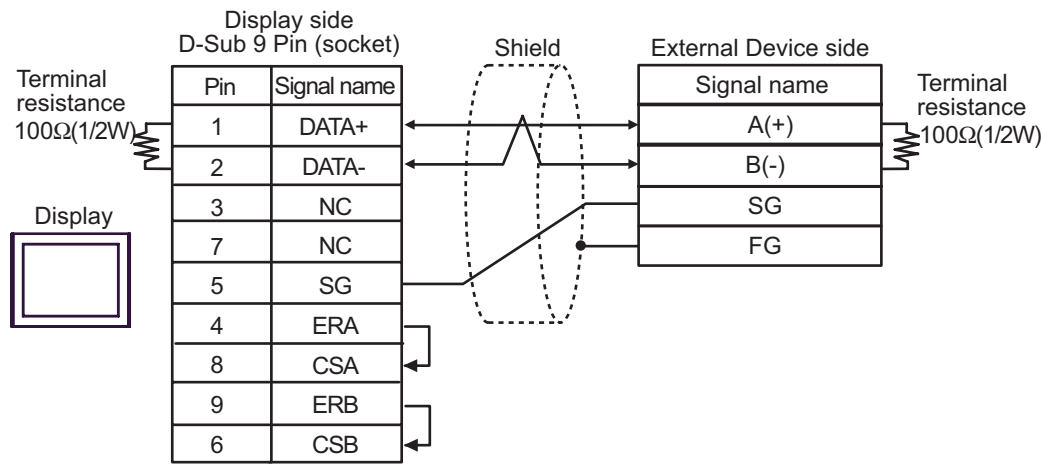 Display side
D-Sub 9 Pin (socket)
Shield
External Device side
Terminal
resistance
100Ω(1/2W)
Pin Signal name
1 DATA+
2 DATA-
3 NC
7 NC
5 SG
4 ERA
8 CSA
9 ERB
6 CSB
Display
Signal name
A(+)
B(-)
SG
FG
Terminal
resistance
100Ω(1/2W)